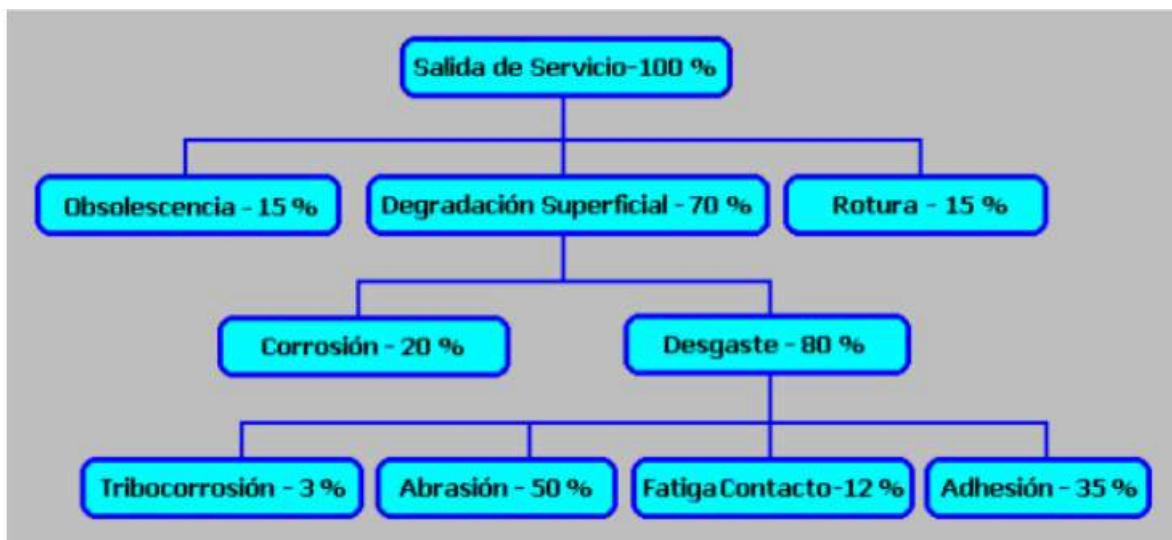 Salida de Servicio-100 %
Obsolescencia - 15 %
Degradación Superficial - 70 %
Rotura - 15 %
Corrosión - 20 %
Desgaste - 80 %
Tribocorrosión - 3 %
Abrasión - 50 %
Fatiga Contacto-12 %
Adhesión - 35 %